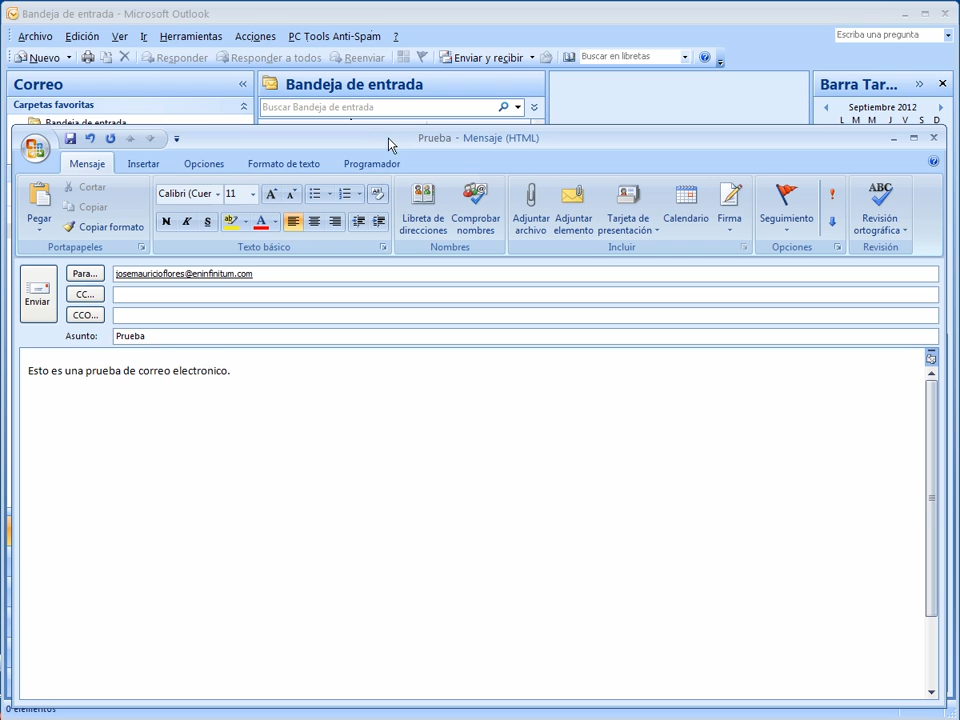 Bandeja de entrada - Microsoft Outlook
Archivo Edición Ver Ir Herramientas Acciones PC Tools Anti-Spam ? Escriba una pregunta
Nuevo Responder Responder a todos Reenviar Enviar y recibir Buscar en libretas
Correo « Bandeja de entrada Barra Tar... » ×
Carpetas favoritas Buscar Bandeja de entrada Septiembre 2012
Bandeja de entrada L M M J V S D
Prueba - Mensaje (HTML)
Mensaje Insertar Opciones Formato de texto Programador
Pegar Cortar Copiar Copiar formato
Calibri (Cuer 11
N K S ab A
Libreta de direcciones Comprobar nombres Adjuntar archivo Adjuntar elemento Tarjeta de presentación Calendario Firma Seguimiento ABC Revisión ortográfica
Portapapeles Texto básico Nombres Incluir Opciones Revisión
Enviar
Para... josemauricioflores@eninfinitum.com
CC...
CCO...
Asunto: Prueba
Esto es una prueba de correo electronico.
0 elementos